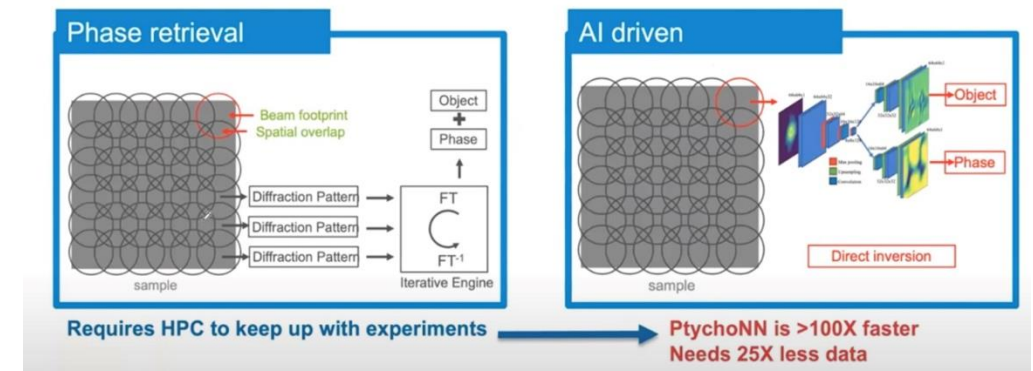 Phase retrieval
Beam footprint
Spatial overlap
Diffraction Pattern
Diffraction Pattern
Diffraction Pattern
Object
+
Phase
FT
FT-1
Iterative Engine
sample
Requires HPC to keep up with experiments
AI driven
Object
Phase
Max pooling
Upsampling
Convolution
Direct inversion
sample
PtychoNN is >100X faster
Needs 25X less data